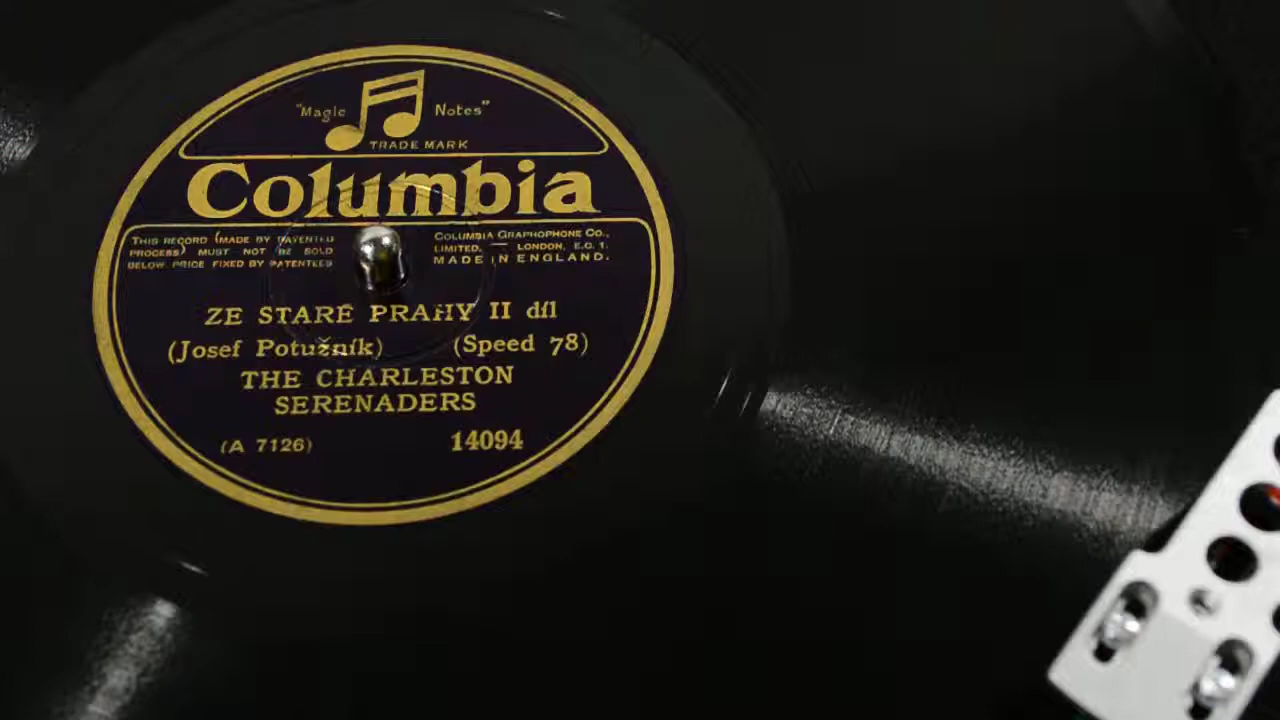 "Magic Notes"
TRADE MARK
Columbia
THIS RECORD (MADE BY PATENTED
PROCESS) MUST NOT BE SOLD
BELOW PRICE FIXED BY PATENTEES
COLUMBIA GRAPHOPHONE CO.,
LIMITED. — LONDON, E.C.1.
MADE IN ENGLAND.
ZE STARÉ PRAHY II díl
(Josef Potužník) (Speed 78)
THE CHARLESTON
SERENADERS
(A 7126) 14094